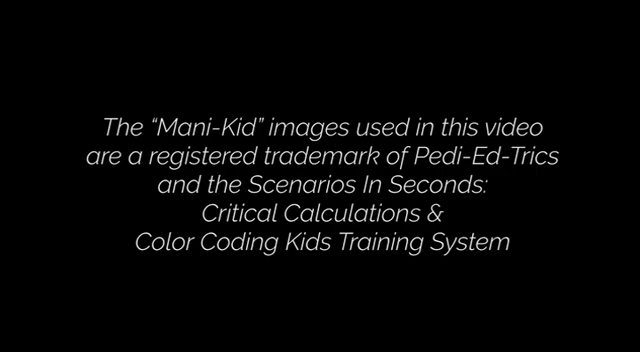 The “Mani-Kid” images used in this video
are a registered trademark of Pedi-Ed-Trics
and the Scenarios In Seconds:
Critical Calculations &
Color Coding Kids Training System